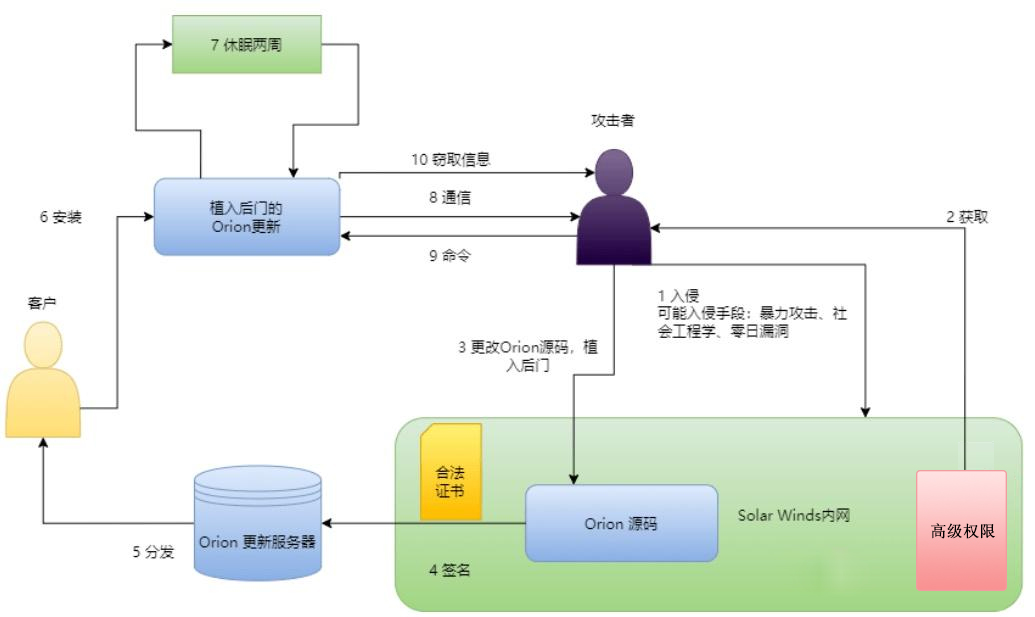 7 休眠两周
攻击者
10 窃取信息
8 通信
9 命令
植入后门的
Orion更新
6 安装
2 获取
客户
1 入侵
可能入侵手段：暴力攻击、社
会工程学、零日漏洞
3 更改Orion源码，植
入后门
合法
证书
Orion 源码
Solar Winds内网
高级权限
Orion 更新服务器
5 分发
4 签名